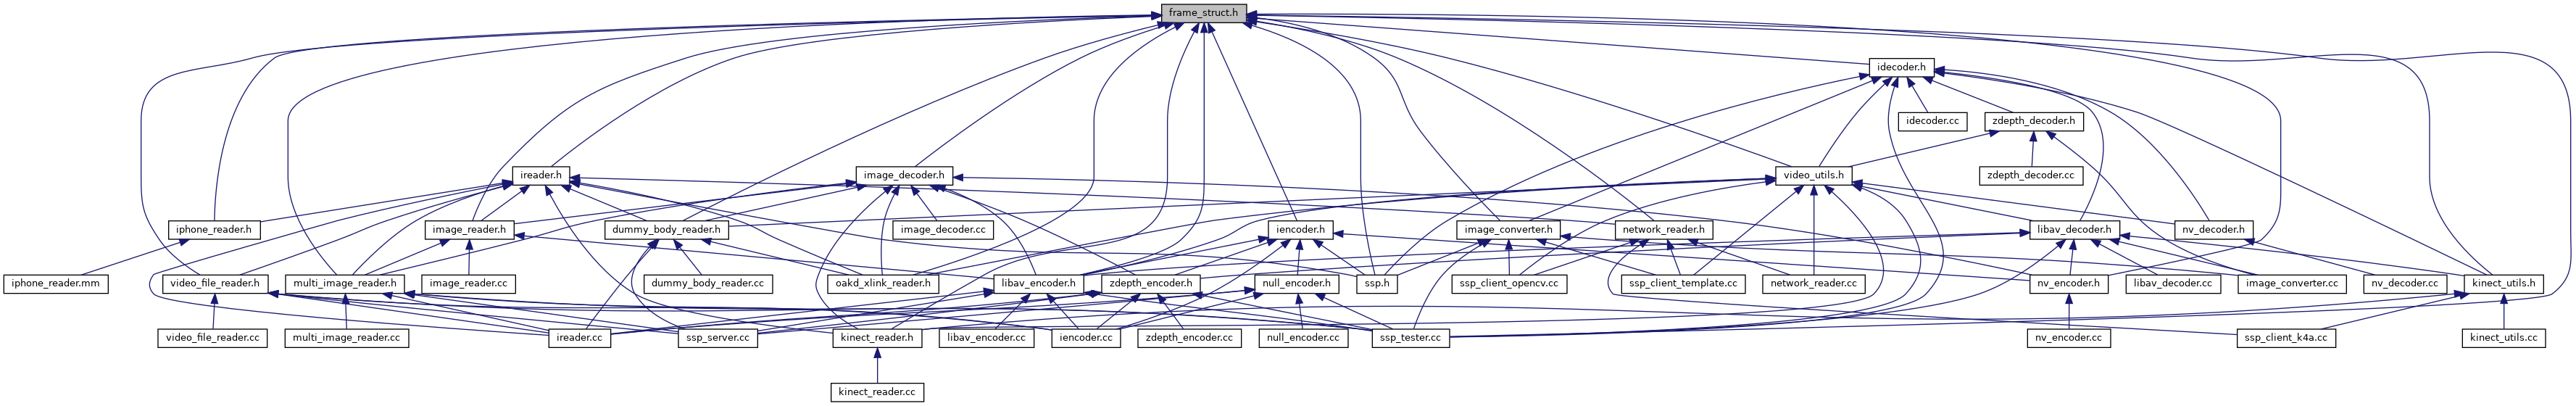 frame_struct.h
idecoder.h
idecoder.cc
zdepth_decoder.h
ireader.h
image_decoder.h
video_utils.h
zdepth_decoder.cc
iphone_reader.h
image_reader.h
dummy_body_reader.h
image_decoder.cc
iencoder.h
image_converter.h
network_reader.h
libav_decoder.h
nv_decoder.h
iphone_reader.mm
video_file_reader.h
multi_image_reader.h
image_reader.cc
dummy_body_reader.cc
oakd_xlink_reader.h
libav_encoder.h
zdepth_encoder.h
null_encoder.h
ssp.h
ssp_client_opencv.cc
ssp_client_template.cc
network_reader.cc
nv_encoder.h
libav_decoder.cc
image_converter.cc
nv_decoder.cc
kinect_utils.h
video_file_reader.cc
multi_image_reader.cc
ireader.cc
ssp_server.cc
kinect_reader.h
libav_encoder.cc
iencoder.cc
zdepth_encoder.cc
null_encoder.cc
ssp_tester.cc
nv_encoder.cc
ssp_client_k4a.cc
kinect_utils.cc
kinect_reader.cc